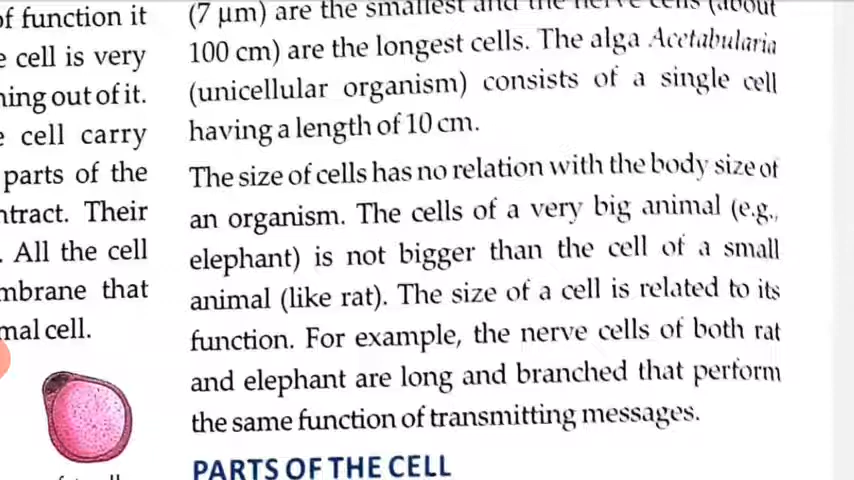 of function it
e cell is very
ning out of it.
e cell carry
parts of the
ntract. Their
. All the cell
mbrane that
mal cell.
(7 µm) are the smallest and the nerve cells (about
100 cm) are the longest cells. The alga Acetabularia
(unicellular organism) consists of a single cell
having a length of 10 cm.
The size of cells has no relation with the body size of
an organism. The cells of a very big animal (e.g.,
elephant) is not bigger than the cell of a small
animal (like rat). The size of a cell is related to its
function. For example, the nerve cells of both rat
and elephant are long and branched that perform
the same function of transmitting messages.
PARTS OF THE CELL